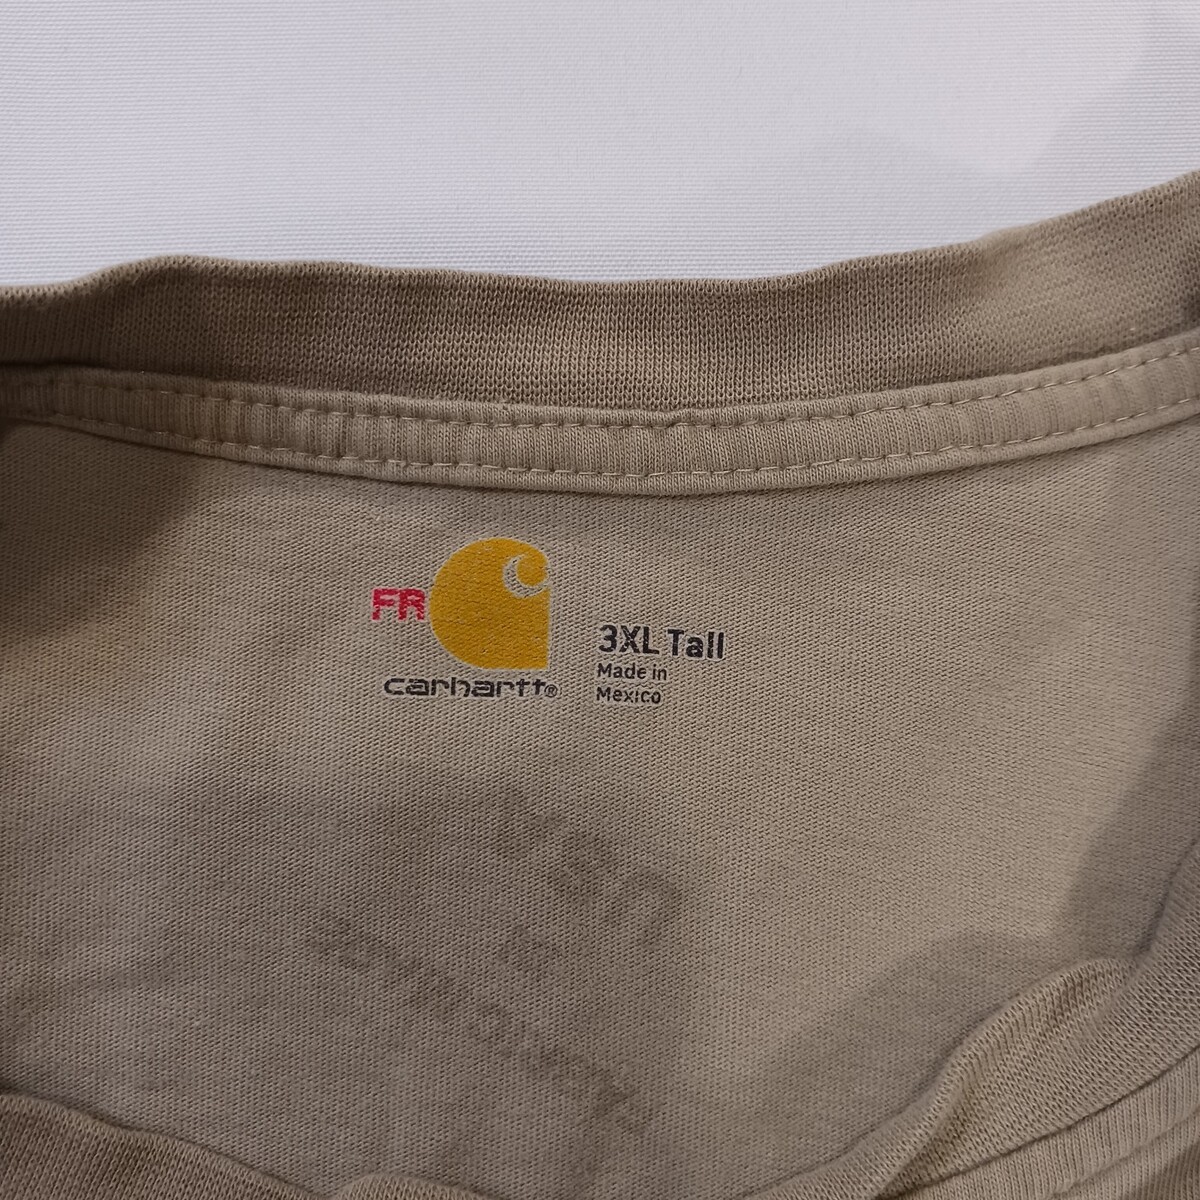 FR
carhartt®
3XL Tall
Made in
Mexico